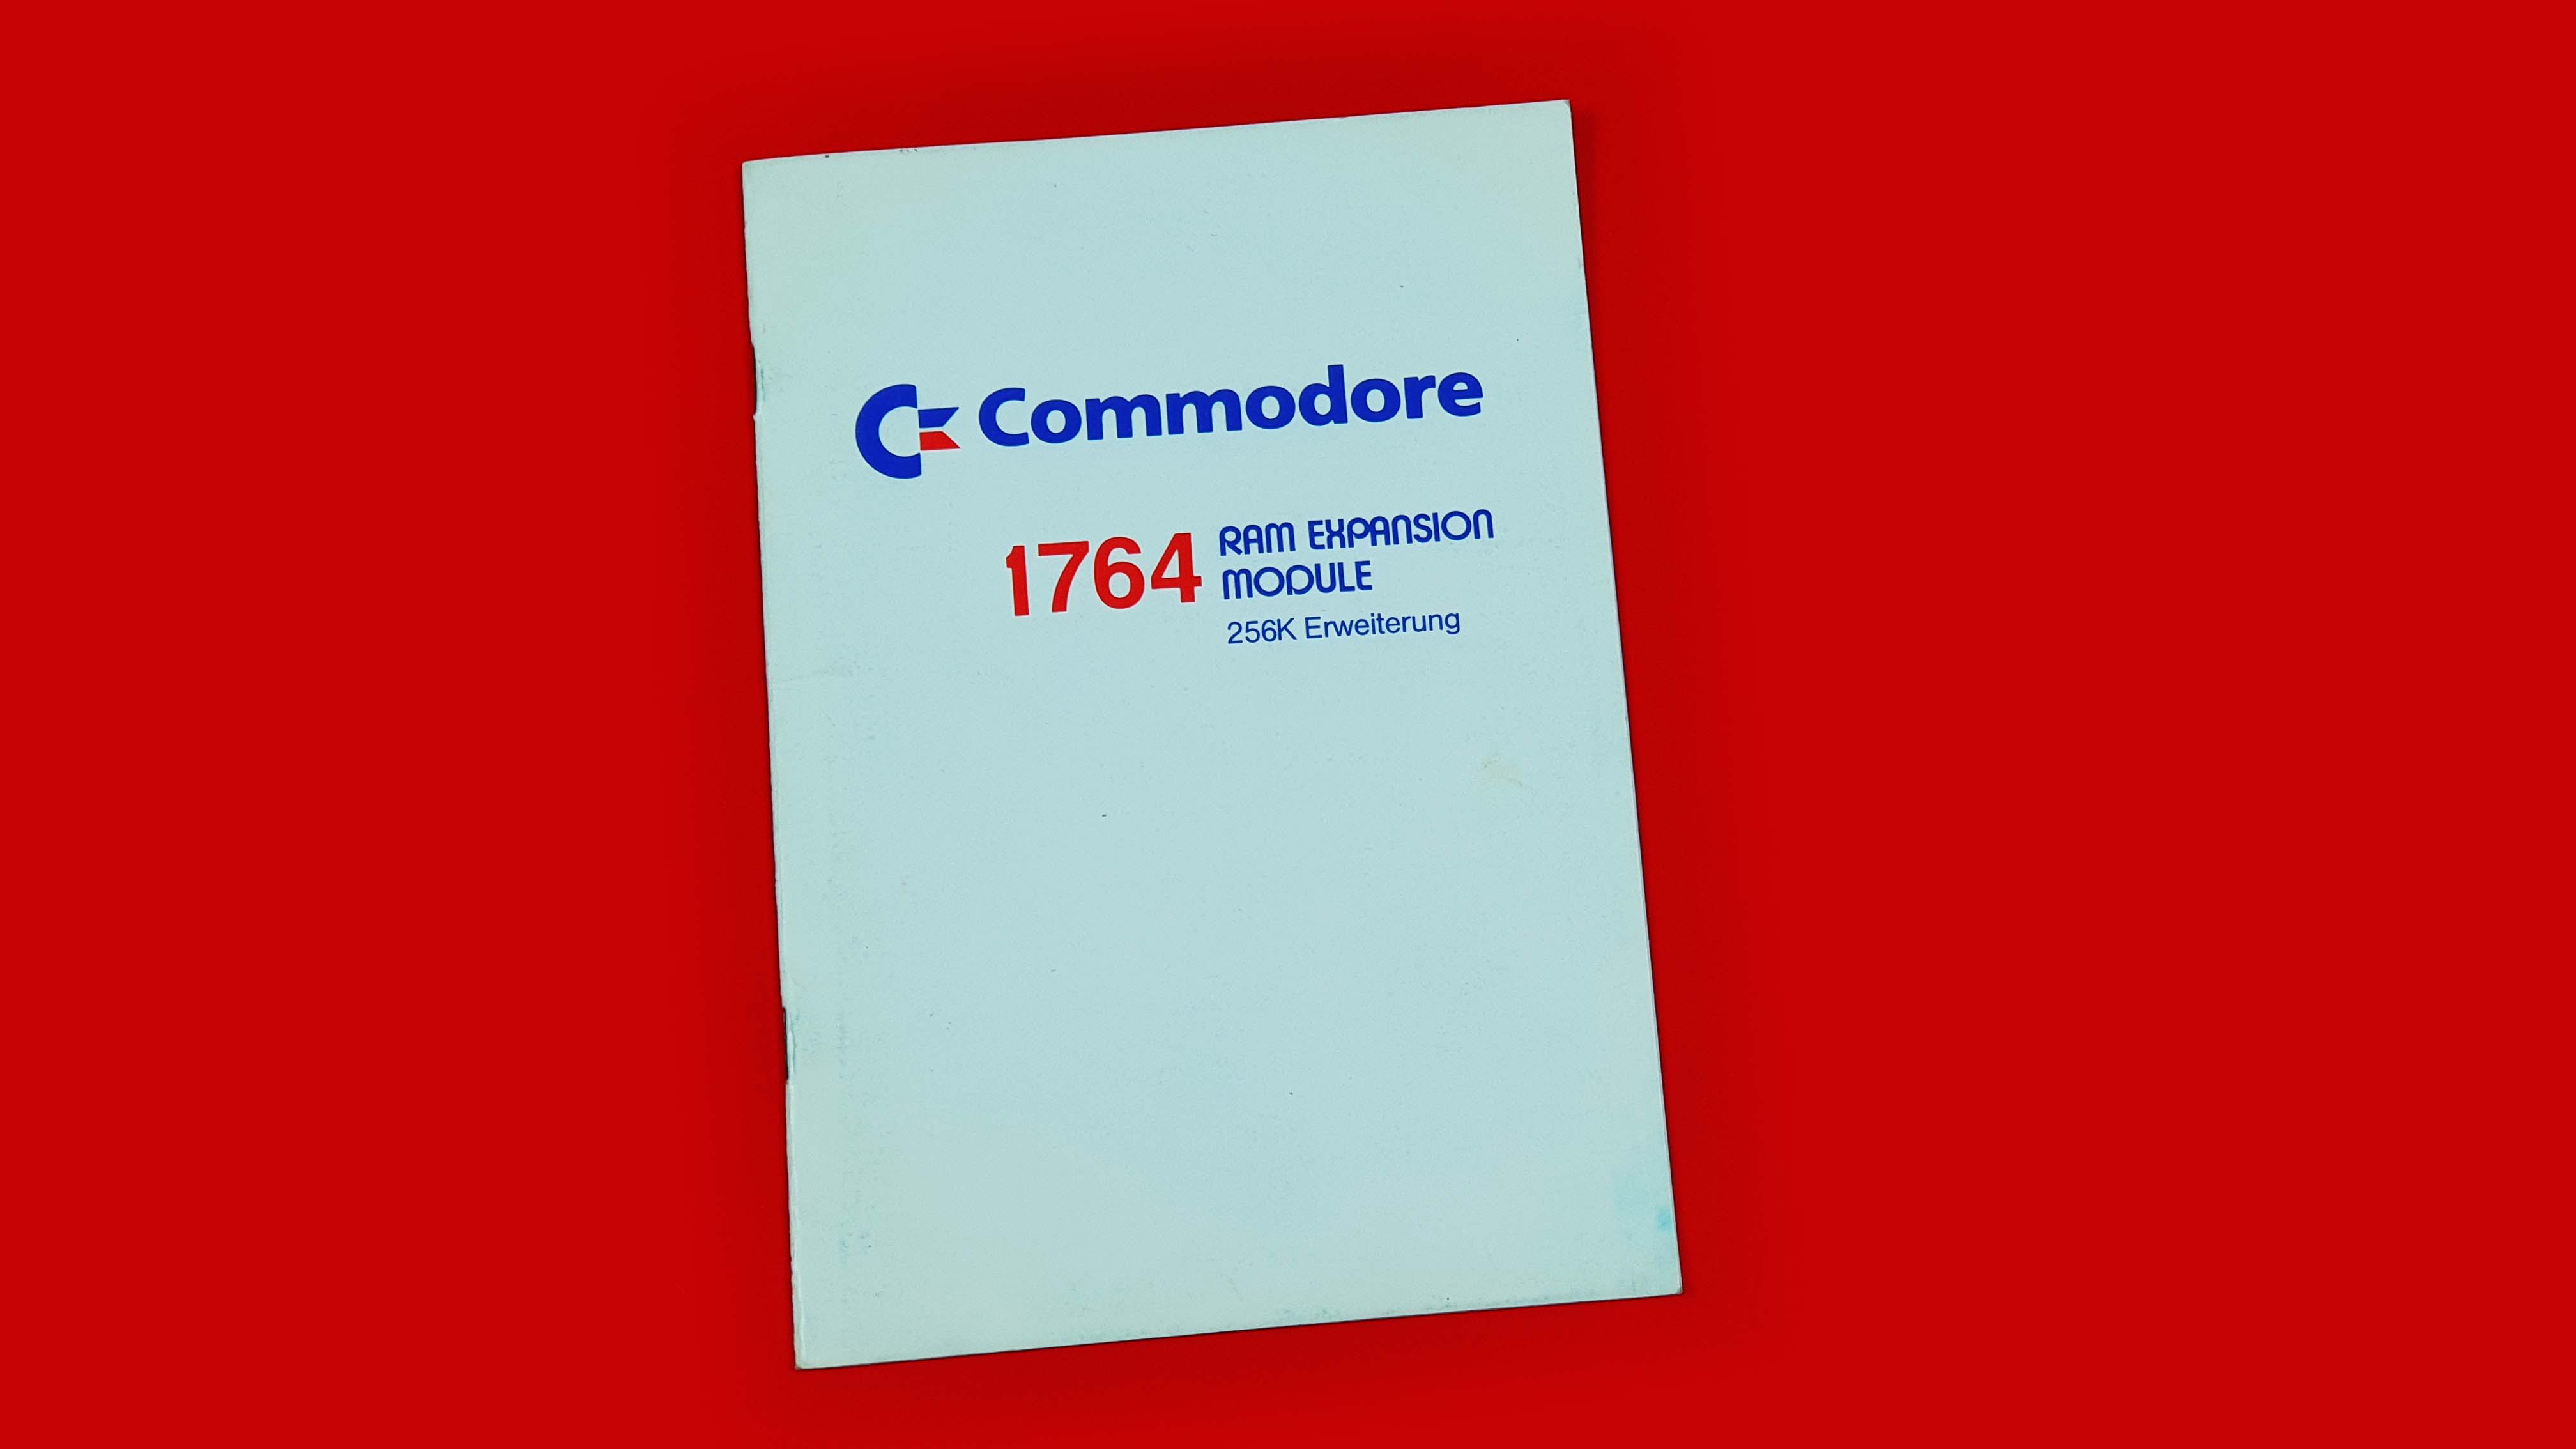 Commodore
1764 RAM EXPANSION
MODULE
256K Erweiterung